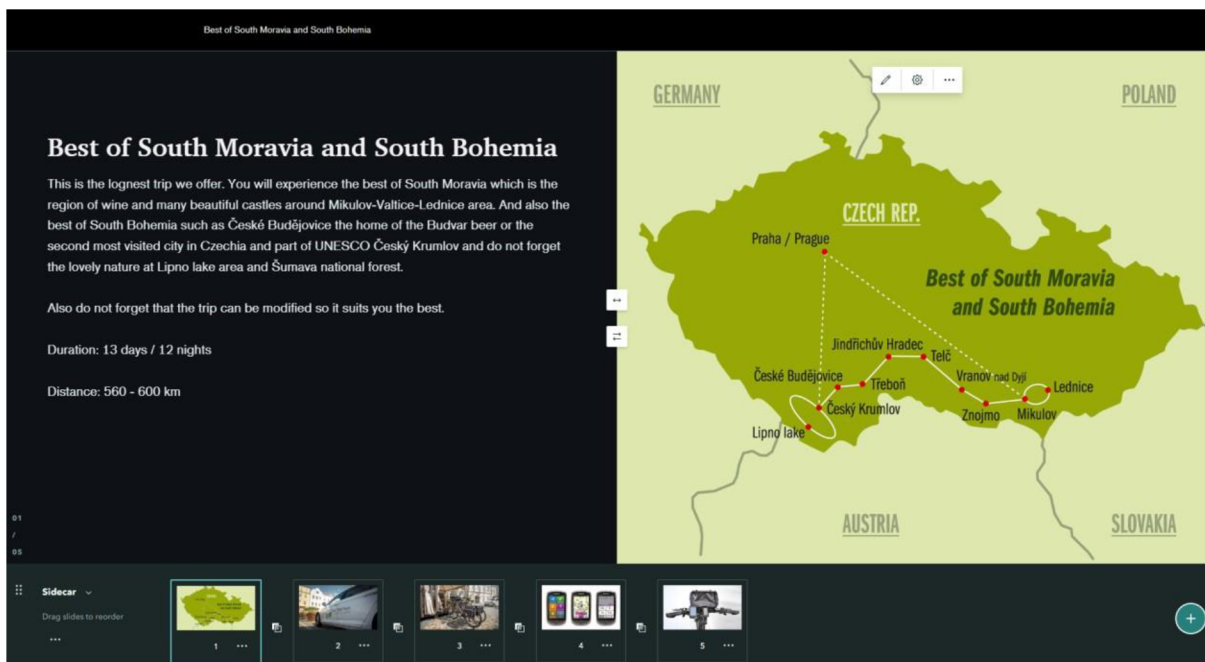 Best of South Moravia and South Bohemia
Best of South Moravia and South Bohemia
This is the lognest trip we offer. You will experience the best of South Moravia which is the
region of wine and many beautiful castles around Mikulov-Valtice-Lednice area. And also the
best of South Bohemia such as České Budějovice the home of the Budvar beer or the
second most visited city in Czechia and part of UNESCO Český Krumlov and do not forget
the lovely nature at Lipno lake area and Šumava national forest.
Also do not forget that the trip can be modified so it suits you the best.
Duration: 13 days / 12 nights
Distance: 560 - 600 km
GERMANY
POLAND
CZECH REP.
Praha / Prague
Best of South Moravia
and South Bohemia
Jindřichův Hradec
Telč
České Budějovice
Třeboň
Vranov nad Dyjí
Lednice
Český Krumlov
Znojmo
Mikulov
Lipno lake
AUSTRIA
SLOVAKIA
01
/
05
Sidecar
Drag slides to reorder
1
2
3
4
5